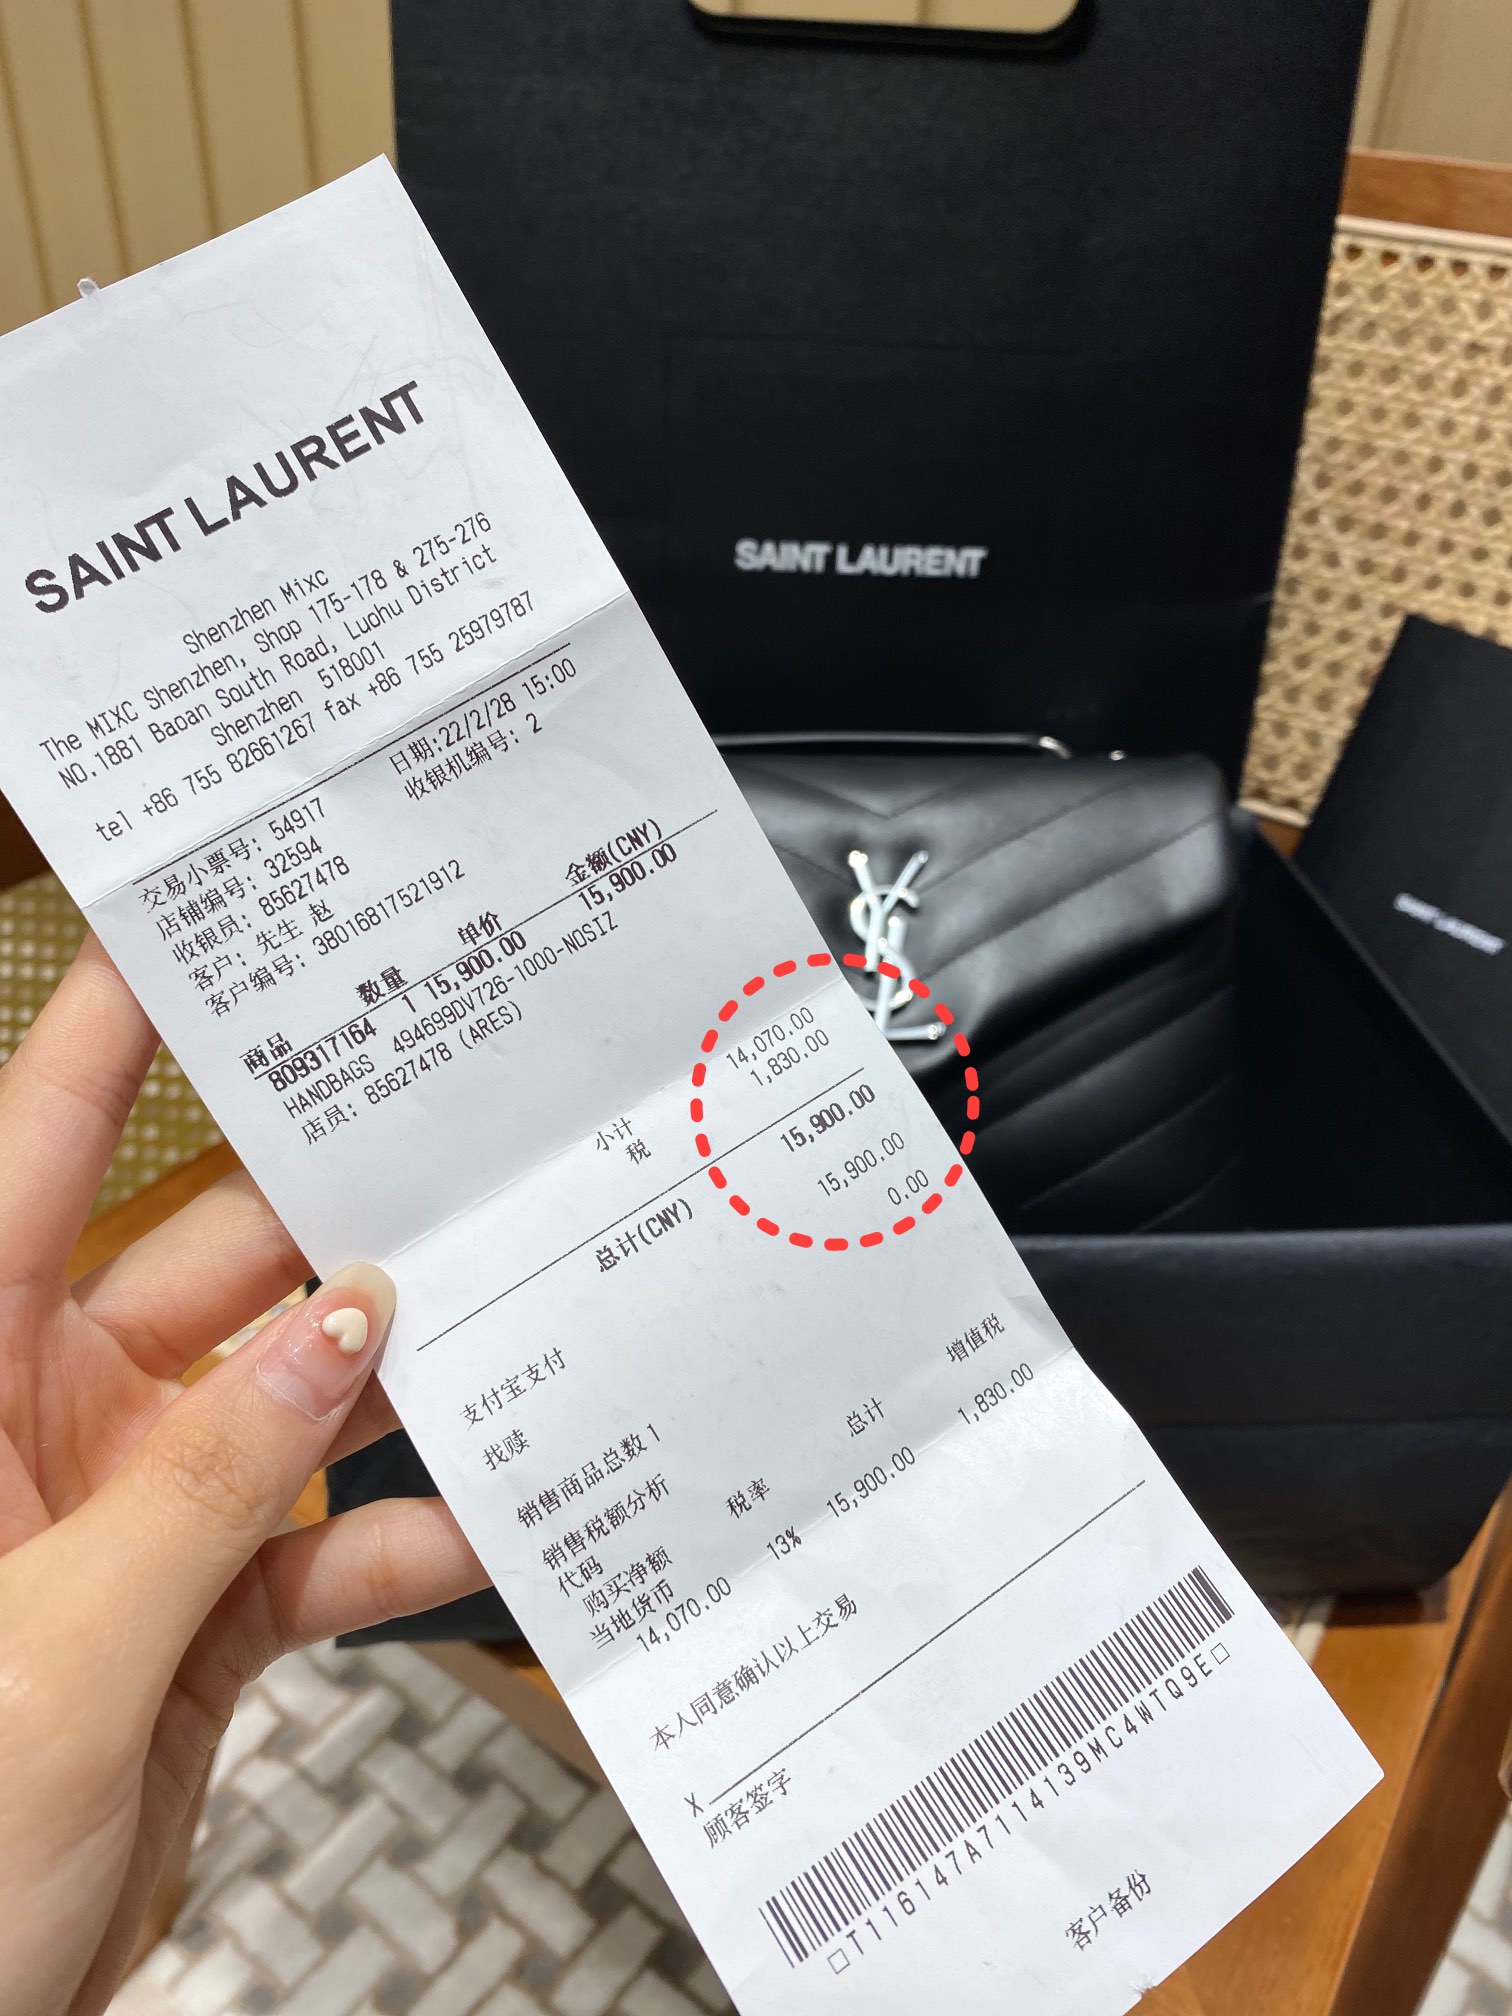 SAINT LAURENT
Shenzhen Mixc
The MIXC Shenzhen, Shop 175-178 & 275-276
NO.1881 Baoan South Road, Luohu District
Shenzhen 518001
tel +86 755 82661267 fax +86 755 25979787
日期:22/2/28 15:00
收银机编号: 2
交易小票号: 54917
店铺编号: 32594
收银员: 85627478
客户: 先生 赵
客户编号: 38016817521912
商品 数量 单价 金额(CNY)
809317164 1 15,900.00 15,900.00
HANDBAGS 494699DV726-1000-NOSIZ
店员: 85627478 (ARES)
小计 14,070.00
税 1,830.00
总计(CNY) 15,900.00
支付宝支付 15,900.00
找赎 0.00
销售商品总数 1
销售税额分析
代码 税率 总计 增值税
购买净额 13% 15,900.00 1,830.00
当地货币
14,070.00
本人同意确认以上交易
X
顾客签字
T116147A7114139MC4WTQ9E
客户备份
SAINT LAURENT
YSL
SAINT LAURENT